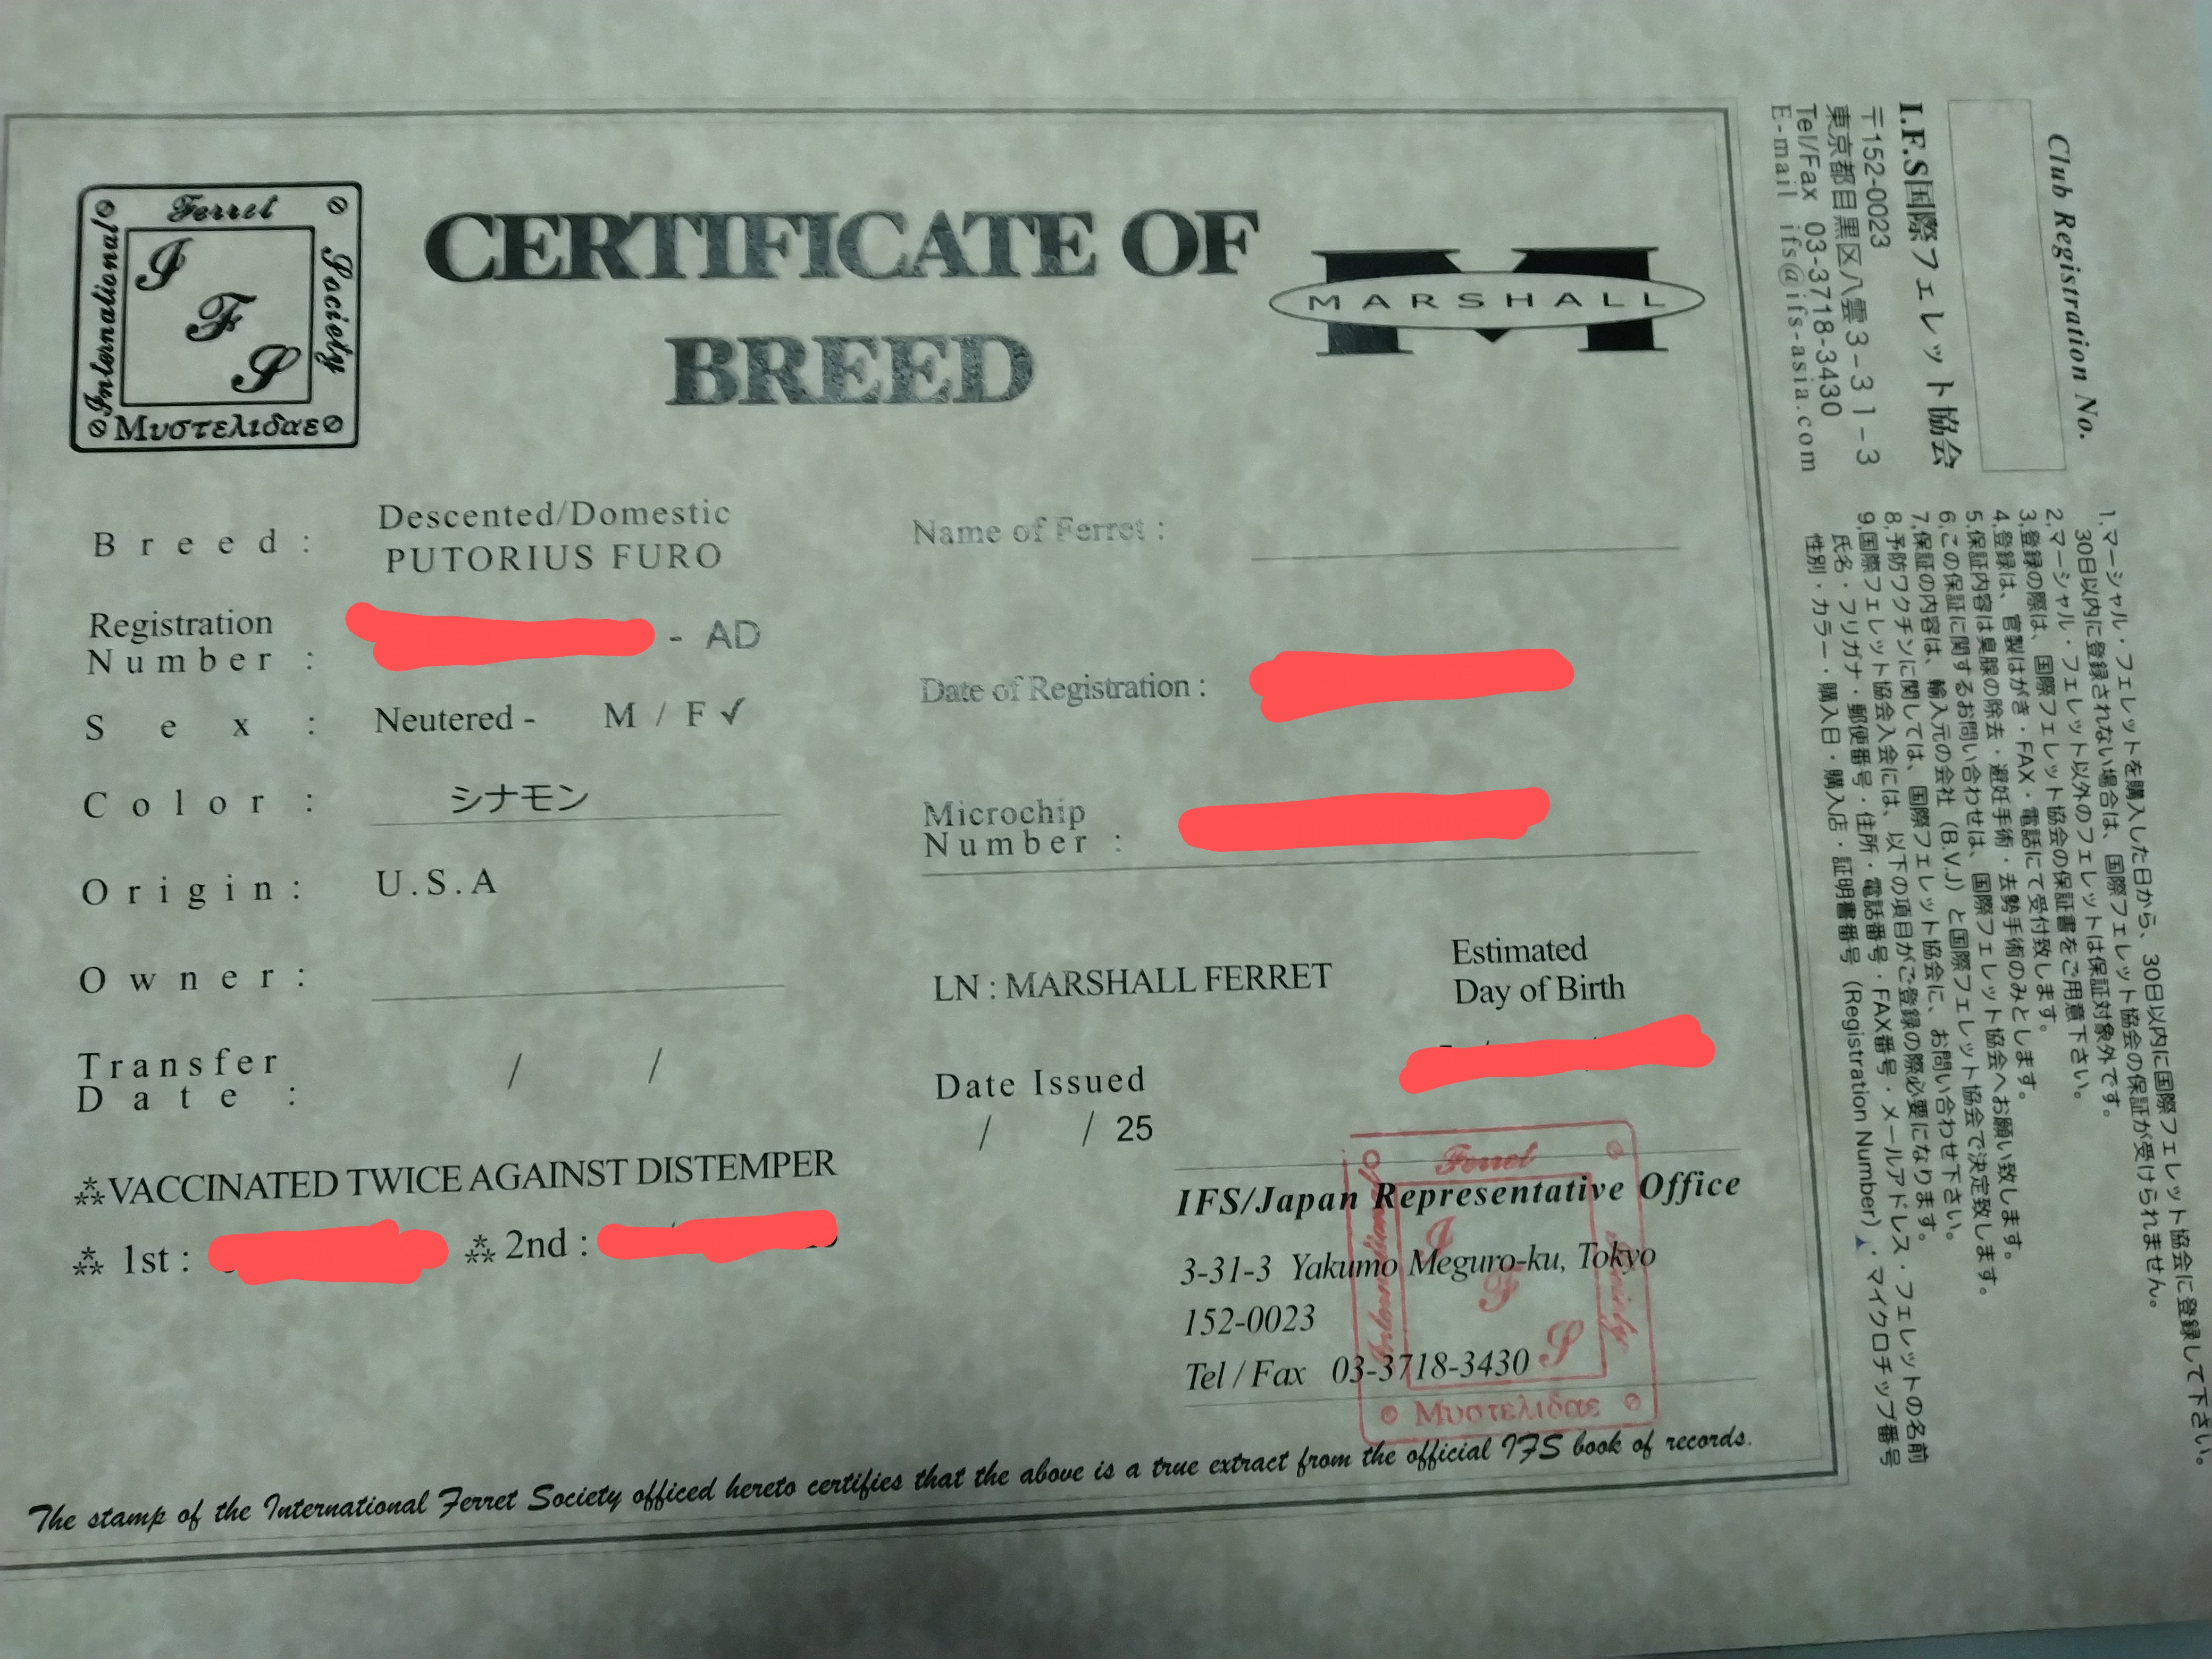 Ferret
International
Society
I
F
S
Μυστελιδαε
CERTIFICATE OF
BREED
MARSHALL
Breed:
Descented/Domestic
PUTORIUS FURO
Name of Ferret :
Registration
Number :
- AD
Date of Registration :
Sex:
Neutered - M / F ✓
Color:
シナモン
Microchip
Number :
Origin:
U.S.A
Owner:
LN : MARSHALL FERRET
Estimated
Day of Birth
Transfer
Date :
/ /
Date Issued
/ / 25
⁂VACCINATED TWICE AGAINST DISTEMPER
⁂ 1st : ⁂ 2nd :
IFS/Japan Representative Office
3-31-3 Yakumo Meguro-ku, Tokyo
152-0023
Tel / Fax 03-3718-3430
Ferret
International
Society
I
F
S
Μυστελιδαε
The stamp of the International Ferret Society officed hereto certifies that the above is a true extract from the official IFS book of records.
Club Registration No.
I.F.S国際フェレット協会
〒152-0023
東京都目黒区八雲3-31-3
Tel/Fax 03-3718-3430
E-mail ifs@ifs-asia.com
1.マーシャル・フェレットを購入した日から、30日以内に国際フェレット協会に登録して下さい。
30日以内に登録されない場合は、国際フェレット協会の保証が受けられません。
2.マーシャル・フェレット以外のフェレットは保証対象外です。
3.登録の際は、国際フェレット協会の保証書をご用意下さい。
4.登録は、官製はがき・FAX・電話にて受付致します。
5.保証内容は臭腺の除去・避妊手術・去勢手術のみとします。
6.この保証に関するお問い合わせは、国際フェレット協会へお願い致します。
7.保証の内容は、輸入元の会社（B.V.J）と国際フェレット協会で決定致します。
8.予防ワクチンに関しては、国際フェレット協会に、お問い合わせ下さい。
9.国際フェレット協会入会には、以下の項目がご登録の際必要になります。
氏名・フリガナ・郵便番号・住所・電話番号・FAX番号・メールアドレス・フェレットの名前
性別・カラー・購入日・購入店・証明書番号（Registration Number）・マイクロチップ番号